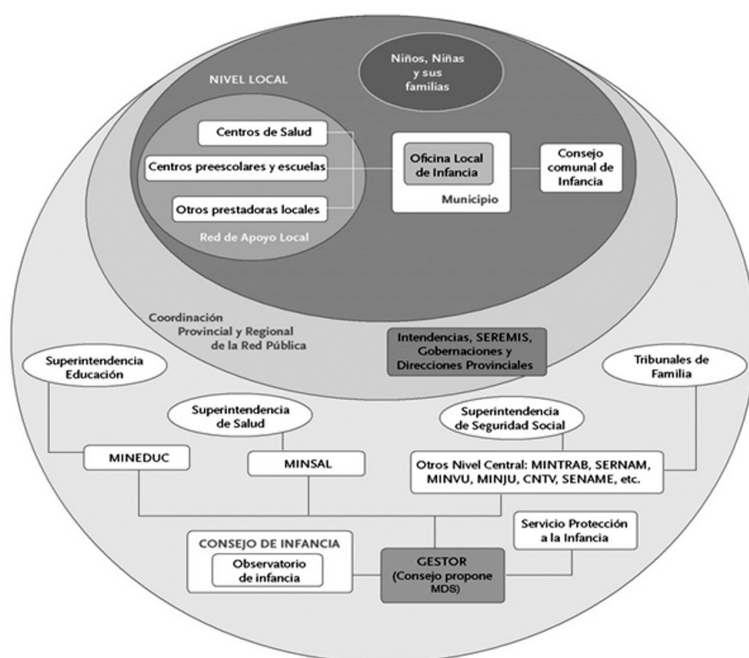 Niños, Niñas
y sus
familias
NIVEL LOCAL
Centros de Salud
Centros preescolares y escuelas
Otros prestadoras locales
Red de Apoyo Local
Oficina Local
de Infancia
Municipio
Consejo
comunal de
Infancia
Coordinación
Provincial y Regional
de la Red Pública
Intendencias, SEREMIS,
Gobernaciones y
Direcciones Provinciales
Superintendencia
Educación
Tribunales de
Familia
Superintendencia
de Salud
Superintendencia
de Seguridad Social
MINEDUC
MINSAL
Otros Nivel Central: MINTRAB, SERNAM,
MINVU, MINJU, CNTV, SENAME, etc.
CONSEJO DE INFANCIA
Observatorio
de infancia
GESTOR
(Consejo propone
MDS)
Servicio Protección
a la Infancia